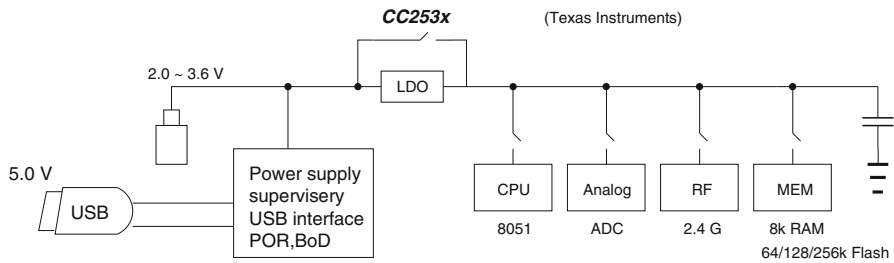 CC253x
(Texas Instruments)
2.0 ~ 3.6 V
LDO
5.0 V
USB
Power supply
supervisery
USB interface
POR,BoD
CPU
Analog
RF
MEM
8051
ADC
2.4 G
8k RAM
64/128/256k Flash